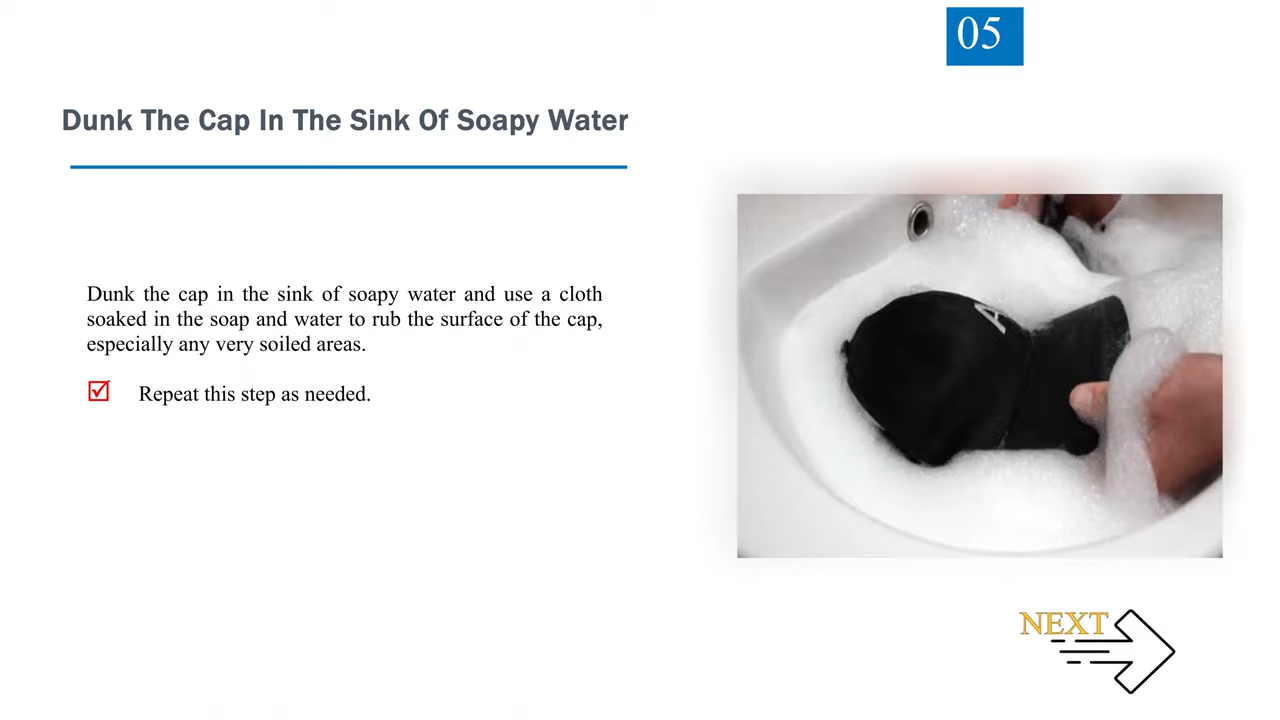 05
Dunk The Cap In The Sink Of Soapy Water
Dunk the cap in the sink of soapy water and use a cloth
soaked in the soap and water to rub the surface of the cap,
especially any very soiled areas.
Repeat this step as needed.
A
NEXT